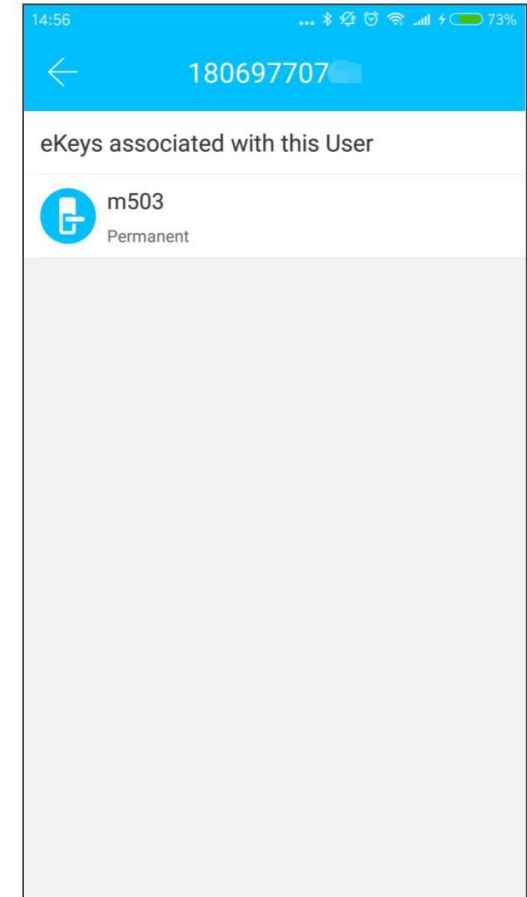 14:56 ... 73%
180697707
eKeys associated with this User
m503
Permanent